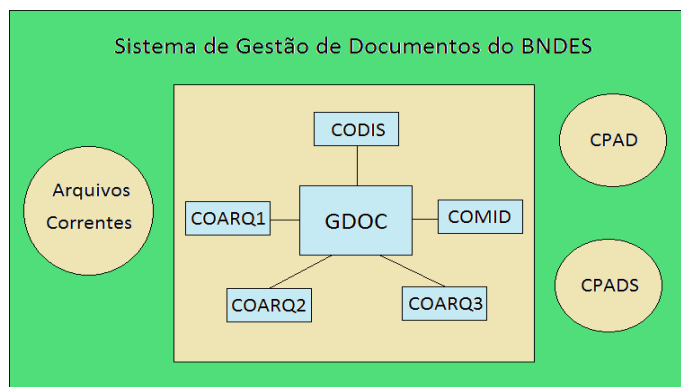 Sistema de Gestão de Documentos do BNDES
CODIS
CPAD
Arquivos
Correntes
COARQ1
GDOC
COMID
COARQ2
COARQ3
CPADS